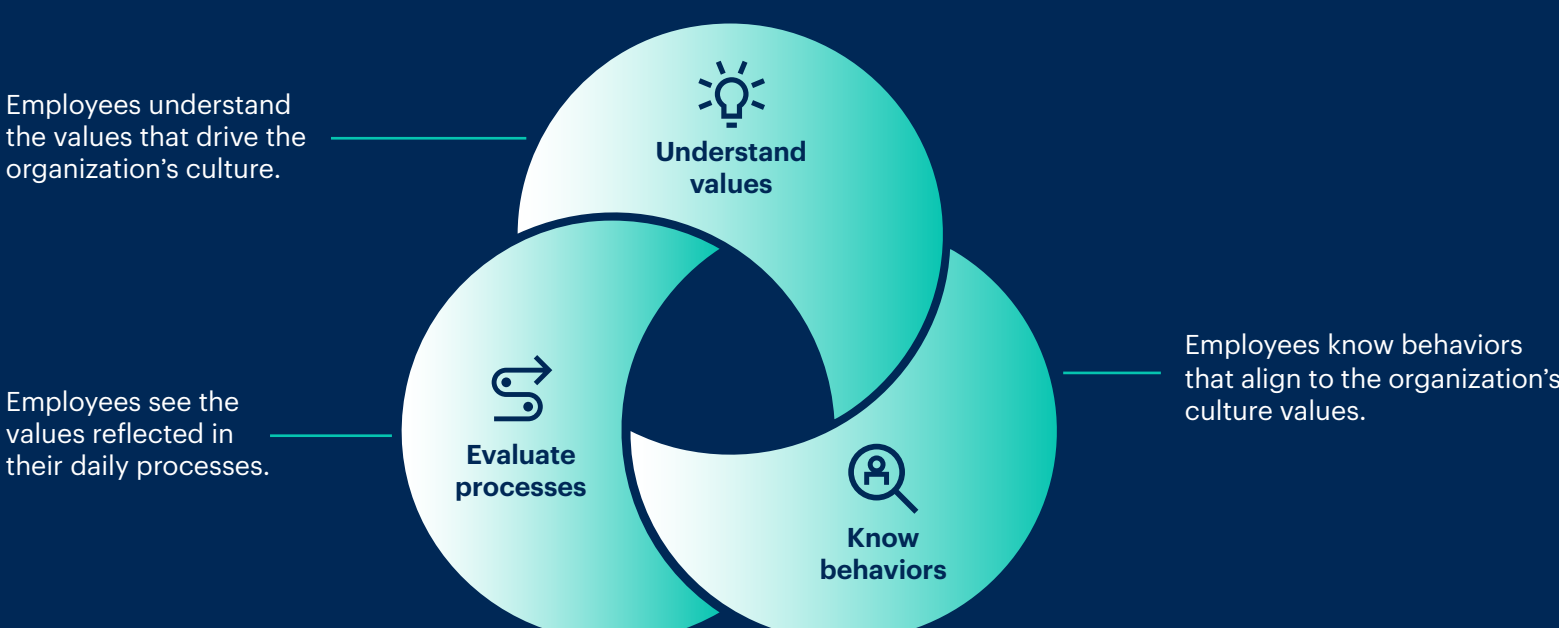 Employees understand
the values that drive the
organization’s culture.
Understand
values
Employees know behaviors
that align to the organization’s
culture values.
Employees see the
values reflected in
their daily processes.
Evaluate
processes
Know
behaviors